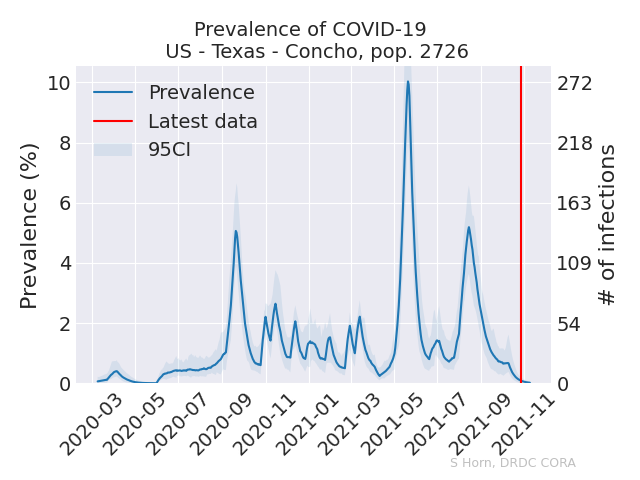 Prevalence of COVID-19
US - Texas - Concho, pop. 2726
Prevalence
Latest data
95CI
Prevalence (%)
10
8
6
4
2
0
# of infections
272
218
163
109
54
0
2020-03
2020-05
2020-07
2020-09
2020-11
2021-01
2021-03
2021-05
2021-07
2021-09
2021-11
S Horn, DRDC CORA